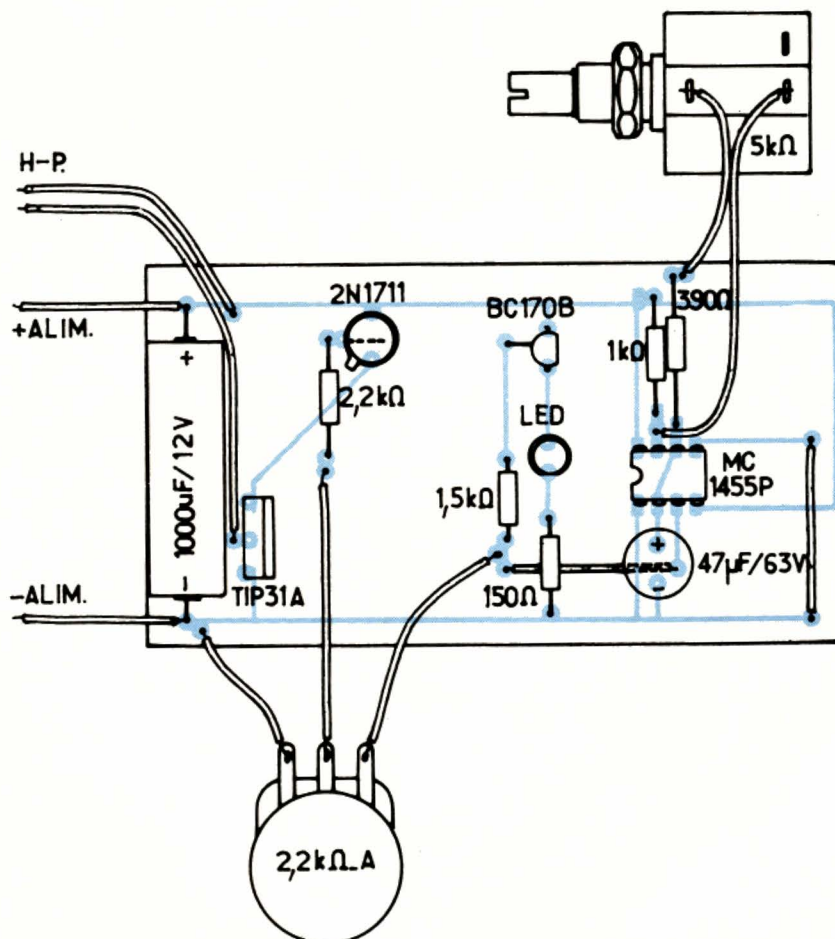 5kΩ
H-P.
+ALIM.
2N1711
BC170B
390Ω
1kΩ
+
2,2kΩ
LED
1000uF/12V
MC
1455P
1,5kΩ
+
47µF/63V
-
TIP31A
150Ω
-
-ALIM.
2,2kΩ_A